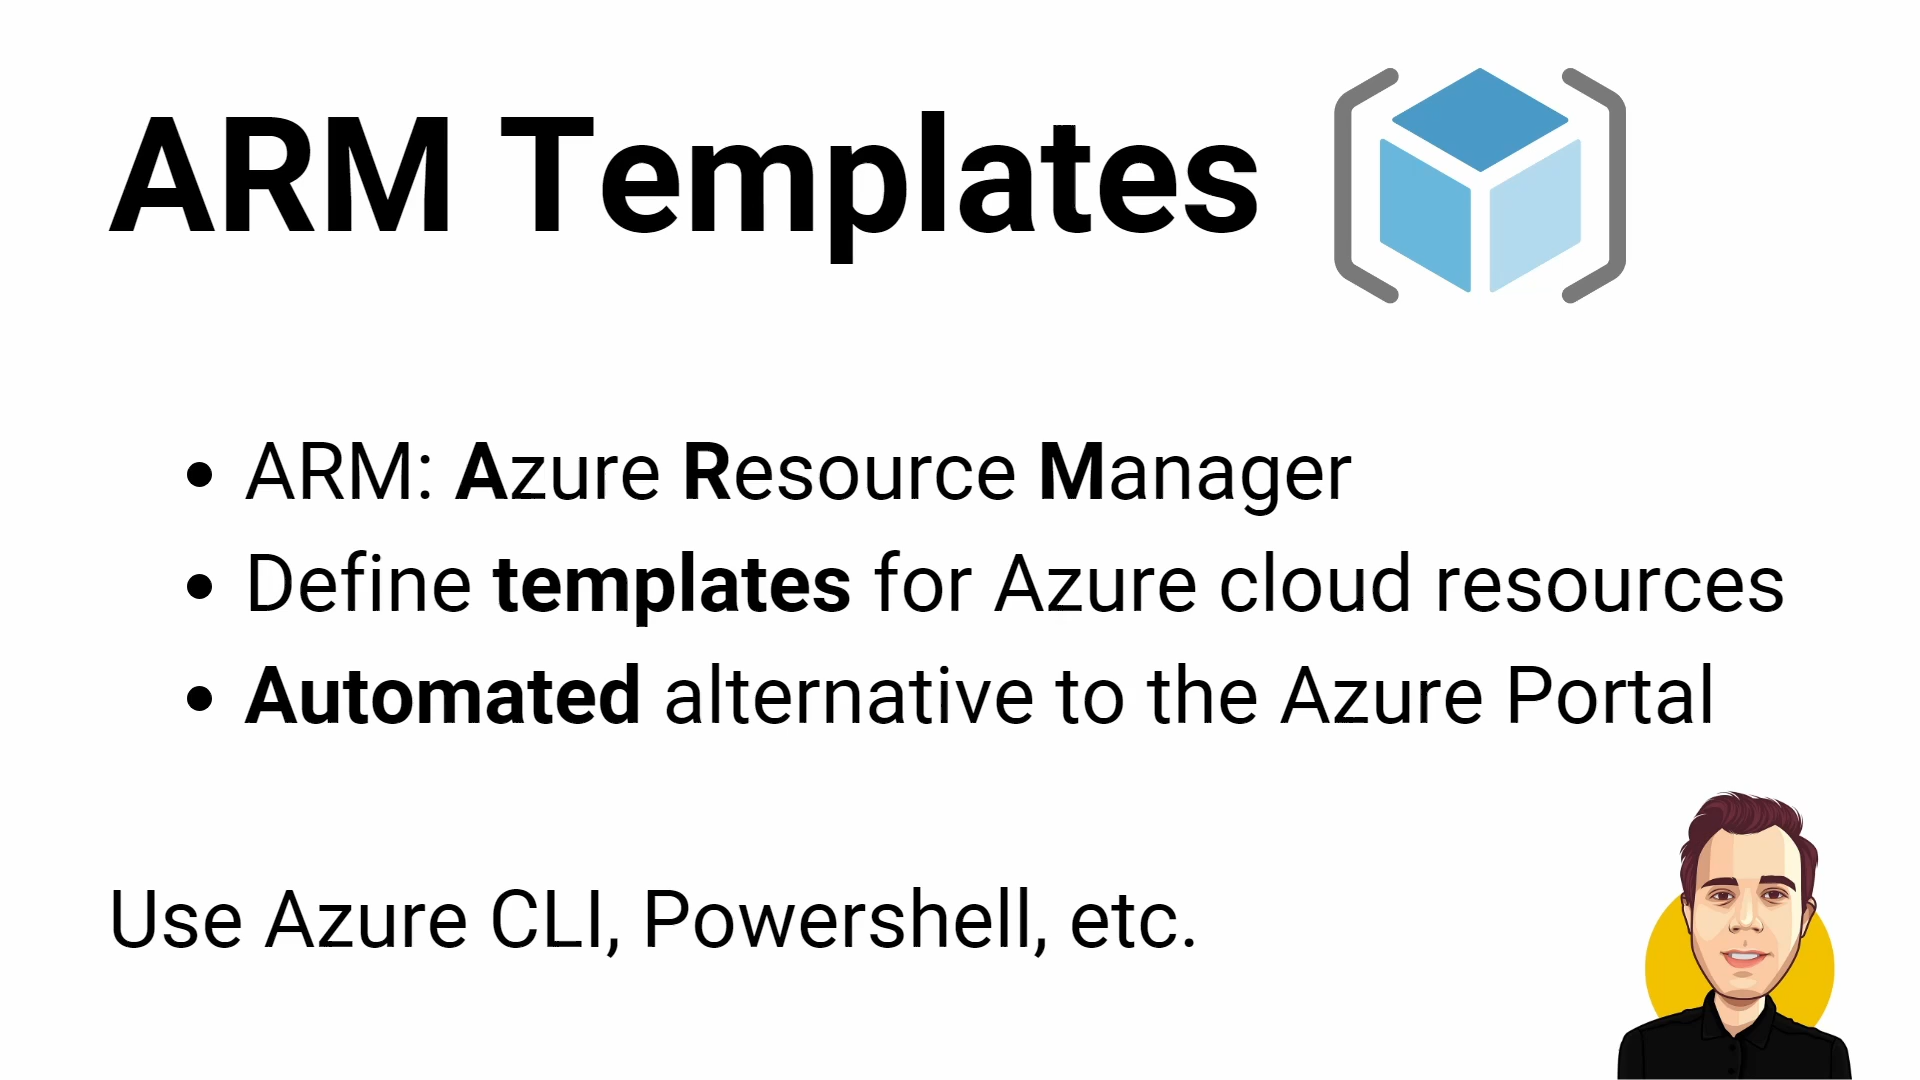 ARM Templates
• ARM: Azure Resource Manager
• Define templates for Azure cloud resources
• Automated alternative to the Azure Portal
Use Azure CLI, Powershell, etc.